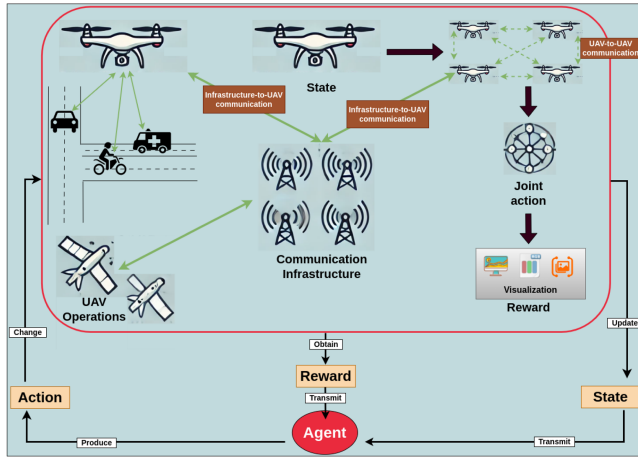 Infrastructure-to-UAV
communication
State
Infrastructure-to-UAV
communication
UAV-to-UAV
communication
Joint
action
Communication
Infrastructure
UAV
Operations
Visualization
Reward
Change
Update
Obtain
Action
Reward
State
Transmit
Agent
Produce
Transmit